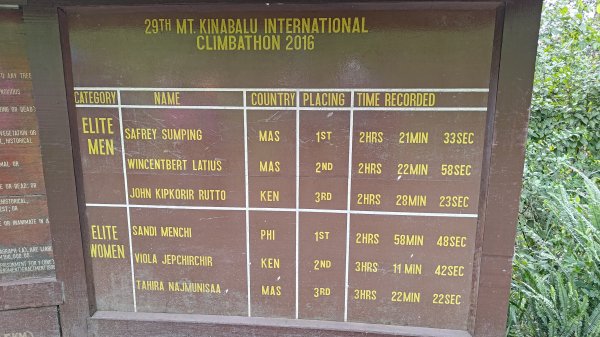 29TH MT. KINABALU INTERNATIONAL
CLIMBATHON 2016
CATEGORY NAME COUNTRY PLACING TIME RECORDED
ELITE MEN
SAFREY SUMPING MAS 1ST 2HRS 21MIN 33SEC
WINCENTBERT LATIUS MAS 2ND 2HRS 22MIN 58SEC
JOHN KIPKORIR RUTTO KEN 3RD 2HRS 28MIN 23SEC
ELITE WOMEN
SANDI MENCHI PHI 1ST 2HRS 58MIN 48SEC
VIOLA JEPCHIRCHIR KEN 2ND 3HRS 11MIN 42SEC
TAHIRA NAJMUNISAA MAS 3RD 3HRS 22MIN 22SEC